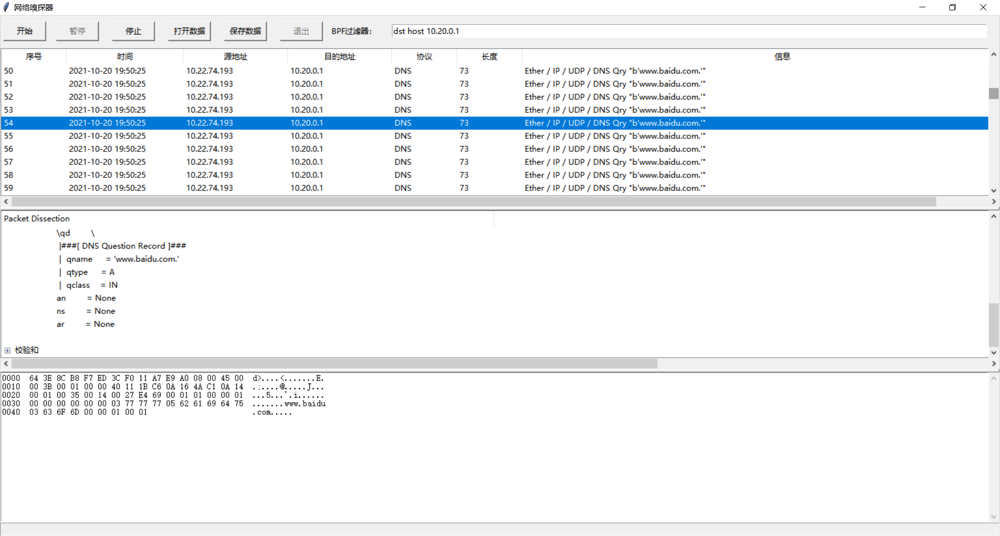 网络嗅探器
开始 暂停 停止 打开数据 保存数据 退出 BPF过滤器: dst host 10.20.0.1
序号 时间 源地址 目的地址 协议 长度 信息
50 2021-10-20 19:50:25 10.22.74.193 10.20.0.1 DNS 73 Ether / IP / UDP / DNS Qry "b'www.baidu.com.'"
51 2021-10-20 19:50:25 10.22.74.193 10.20.0.1 DNS 73 Ether / IP / UDP / DNS Qry "b'www.baidu.com.'"
52 2021-10-20 19:50:25 10.22.74.193 10.20.0.1 DNS 73 Ether / IP / UDP / DNS Qry "b'www.baidu.com.'"
53 2021-10-20 19:50:25 10.22.74.193 10.20.0.1 DNS 73 Ether / IP / UDP / DNS Qry "b'www.baidu.com.'"
54 2021-10-20 19:50:25 10.22.74.193 10.20.0.1 DNS 73 Ether / IP / UDP / DNS Qry "b'www.baidu.com.'"
55 2021-10-20 19:50:25 10.22.74.193 10.20.0.1 DNS 73 Ether / IP / UDP / DNS Qry "b'www.baidu.com.'"
56 2021-10-20 19:50:25 10.22.74.193 10.20.0.1 DNS 73 Ether / IP / UDP / DNS Qry "b'www.baidu.com.'"
57 2021-10-20 19:50:25 10.22.74.193 10.20.0.1 DNS 73 Ether / IP / UDP / DNS Qry "b'www.baidu.com.'"
58 2021-10-20 19:50:25 10.22.74.193 10.20.0.1 DNS 73 Ether / IP / UDP / DNS Qry "b'www.baidu.com.'"
59 2021-10-20 19:50:25 10.22.74.193 10.20.0.1 DNS 73 Ether / IP / UDP / DNS Qry "b'www.baidu.com.'"
Packet Dissection
\qd \
|###[ DNS Question Record ]###
| qname = 'www.baidu.com.'
| qtype = A
| qclass = IN
an = None
ns = None
ar = None
校验和
0000 64 3E 8C B8 F7 ED 3C F0 11 A7 E9 A0 08 00 45 00 d>....<.......E.
0010 00 3B 00 01 00 00 40 11 1B C6 0A 16 4A C1 0A 14 .;....@.....J...
0020 00 01 00 35 00 14 00 27 E4 69 00 01 01 00 00 01 ...5...'.i......
0030 00 00 00 00 00 00 03 77 77 77 05 62 61 69 64 75 .......www.baidu
0040 03 63 6F 6D 00 00 01 00 01 .com.....